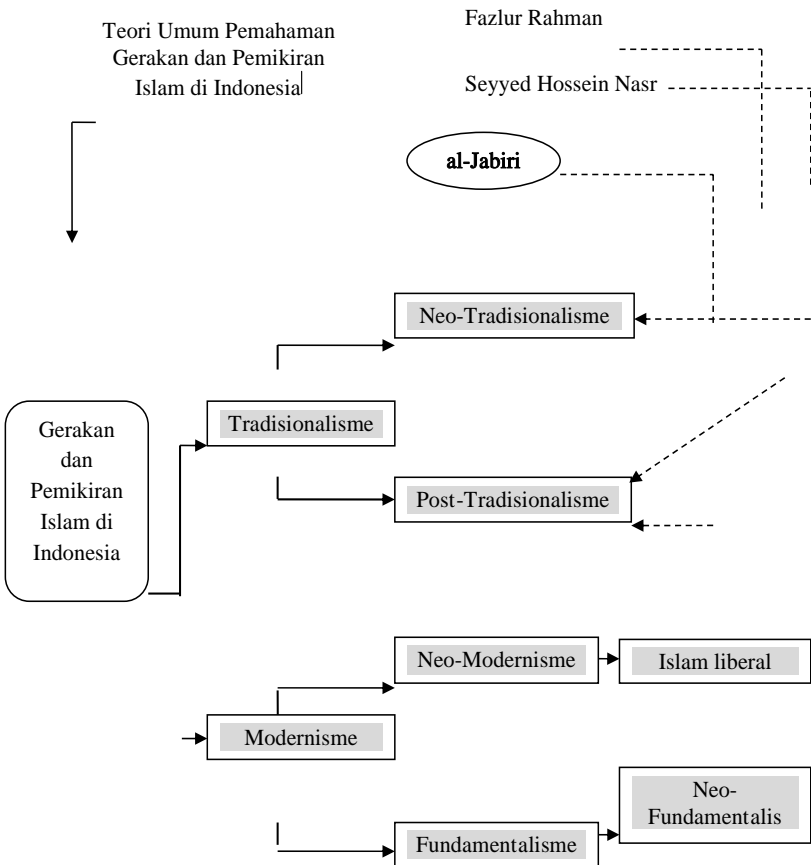 Teori Umum Pemahaman
Gerakan dan Pemikiran
Islam di Indonesia
Fazlur Rahman
Seyyed Hossein Nasr
al-Jabiri
Neo-Tradisionalisme
Tradisionalisme
Gerakan
dan
Pemikiran
Islam di
Indonesia
Post-Tradisionalisme
Neo-Modernisme
Islam liberal
Modernisme
Neo-
Fundamentalis
Fundamentalisme